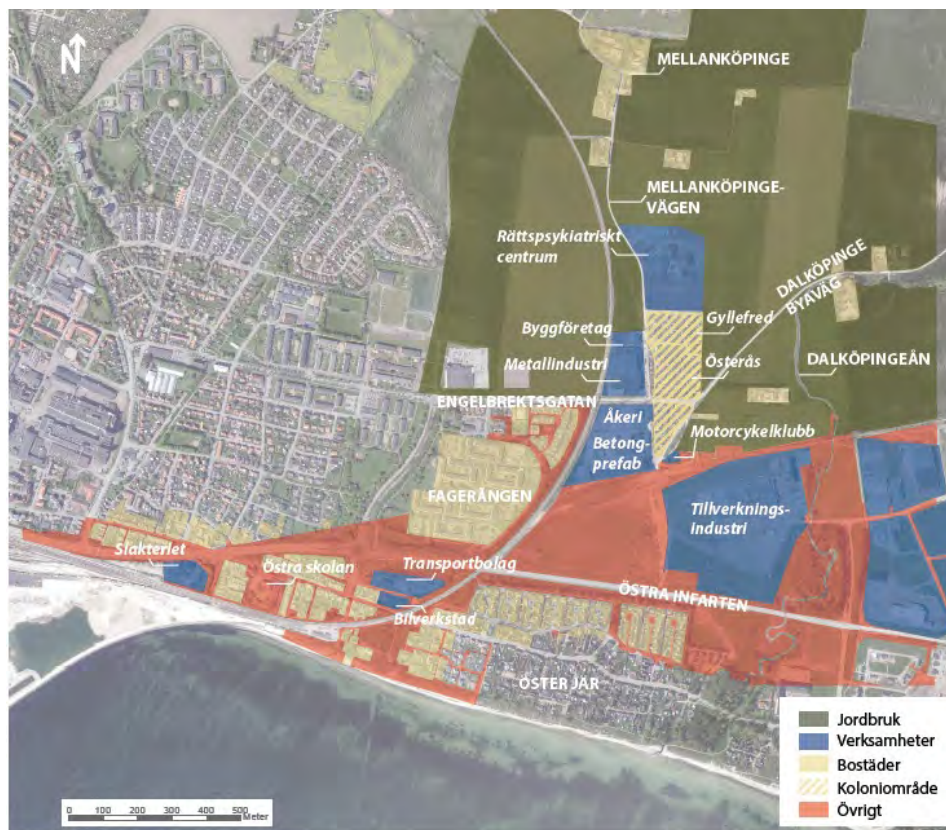 N
MELLANKÖPINGE
MELLANKÖPINGE-
VÄGEN
Rättspsykiatriskt
centrum
DALKÖPINGE
BYAVÄG
Gyllefred
Byggföretag
Österås
DALKÖPINGEÅN
Metallindustri
ENGELBREKTSGATAN
Åkeri
Motorcykelklubb
Betong-
prefab
FAGERÄNGEN
Tillverknings-
industri
Slakteriet
Östra skolan
Transportbolag
ÖSTRA INFARTEN
Bilverkstad
ÖSTER JÄR
Jordbruk
Verksamheter
Bostäder
Koloniområde
Övrigt
0 100 200 300 400 500
Meter